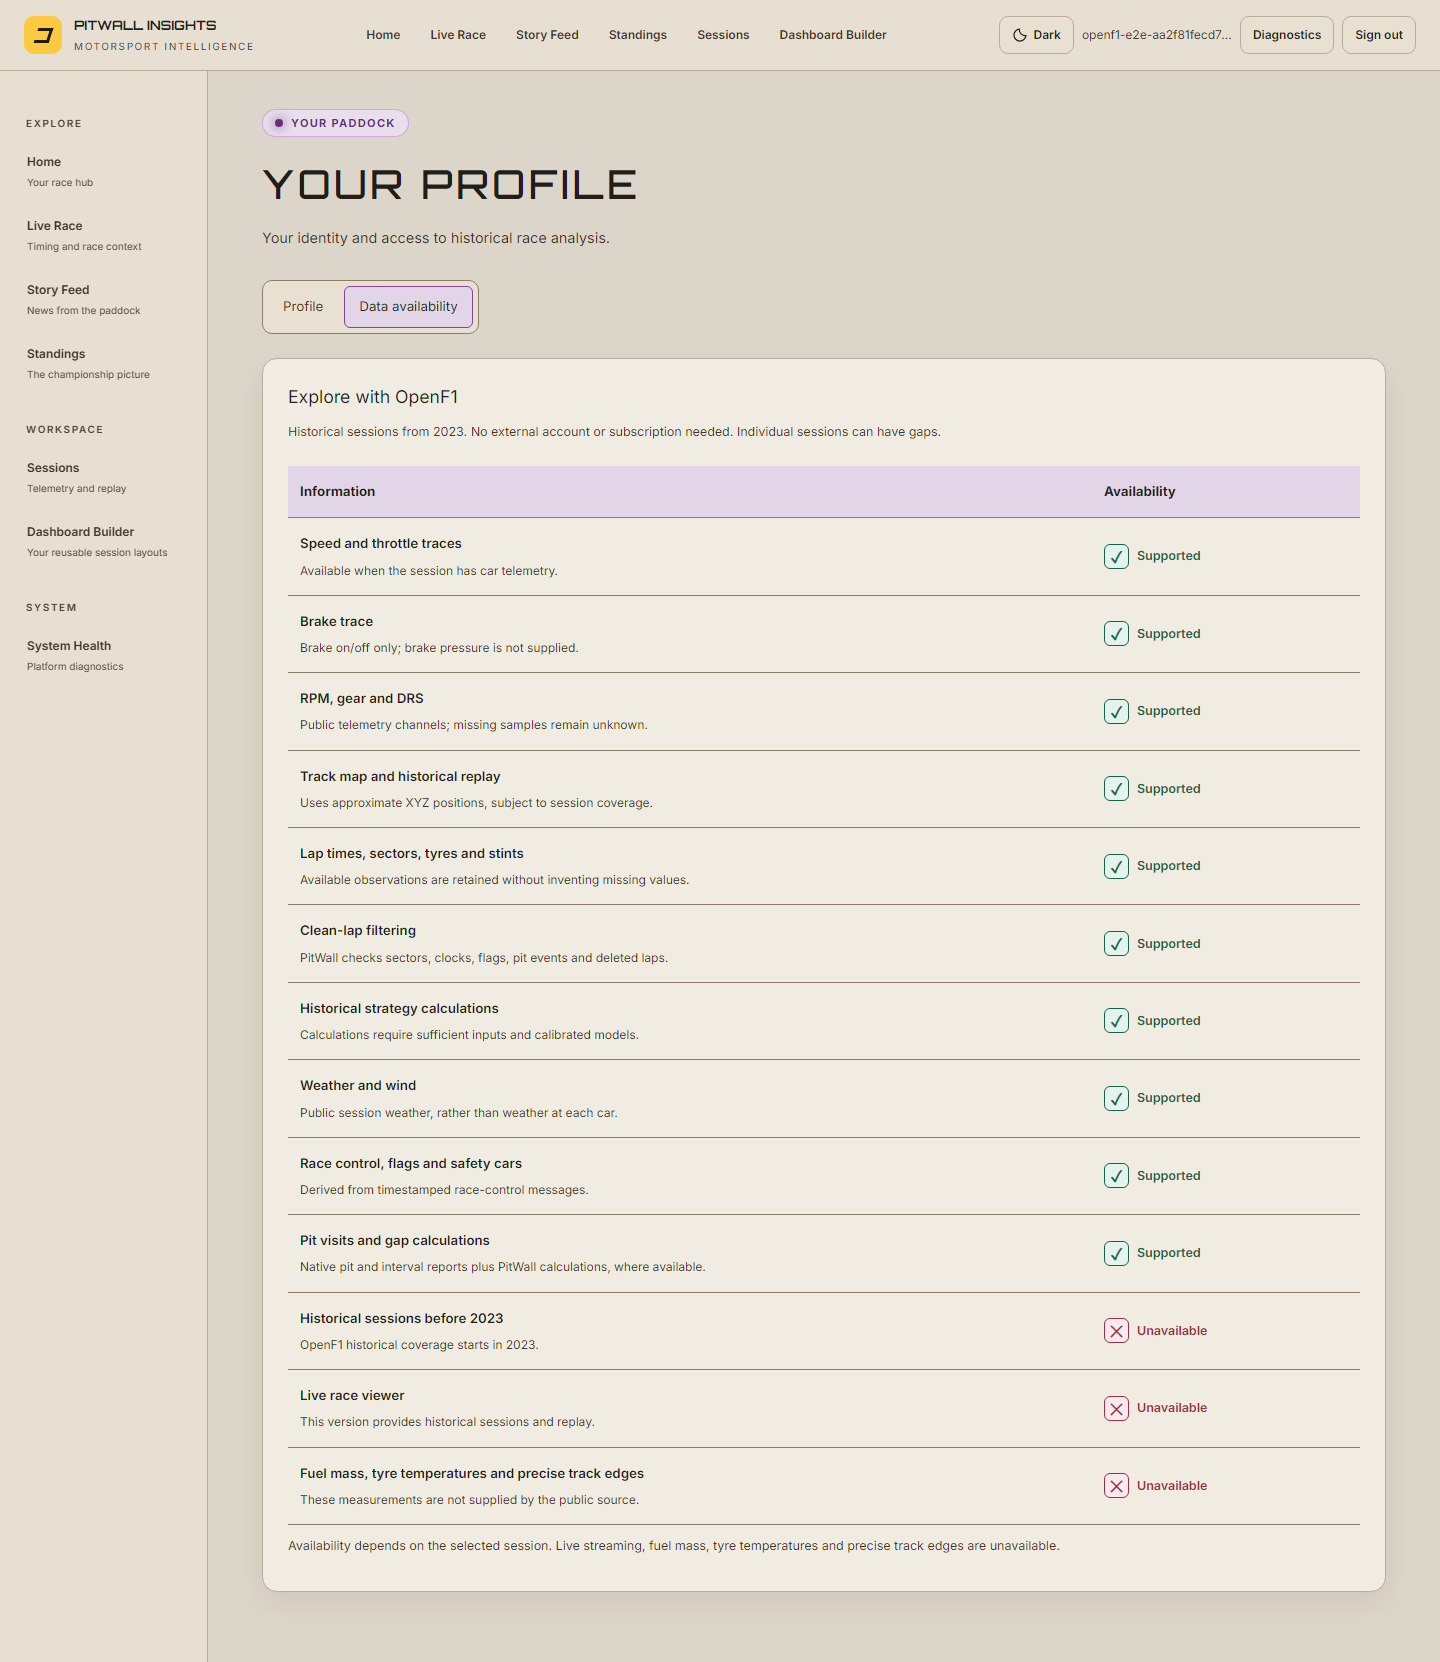 PITWALL INSIGHTS
MOTORSPORT INTELLIGENCE
Home
Live Race
Story Feed
Standings
Sessions
Dashboard Builder
Dark
openf1-e2e-aa2f81fecd7...
Diagnostics
Sign out
EXPLORE
Home
Your race hub
Live Race
Timing and race context
Story Feed
News from the paddock
Standings
The championship picture
WORKSPACE
Sessions
Telemetry and replay
Dashboard Builder
Your reusable session layouts
SYSTEM
System Health
Platform diagnostics
YOUR PADDOCK
YOUR PROFILE
Your identity and access to historical race analysis.
Profile
Data availability
Explore with OpenF1
Historical sessions from 2023. No external account or subscription needed. Individual sessions can have gaps.
Information
Availability
Speed and throttle traces
Available when the session has car telemetry.
Supported
Brake trace
Brake on/off only; brake pressure is not supplied.
Supported
RPM, gear and DRS
Public telemetry channels; missing samples remain unknown.
Supported
Track map and historical replay
Uses approximate XYZ positions, subject to session coverage.
Supported
Lap times, sectors, tyres and stints
Available observations are retained without inventing missing values.
Supported
Clean-lap filtering
PitWall checks sectors, clocks, flags, pit events and deleted laps.
Supported
Historical strategy calculations
Calculations require sufficient inputs and calibrated models.
Supported
Weather and wind
Public session weather, rather than weather at each car.
Supported
Race control, flags and safety cars
Derived from timestamped race-control messages.
Supported
Pit visits and gap calculations
Native pit and interval reports plus PitWall calculations, where available.
Supported
Historical sessions before 2023
OpenF1 historical coverage starts in 2023.
Unavailable
Live race viewer
This version provides historical sessions and replay.
Unavailable
Fuel mass, tyre temperatures and precise track edges
These measurements are not supplied by the public source.
Unavailable
Availability depends on the selected session. Live streaming, fuel mass, tyre temperatures and precise track edges are unavailable.